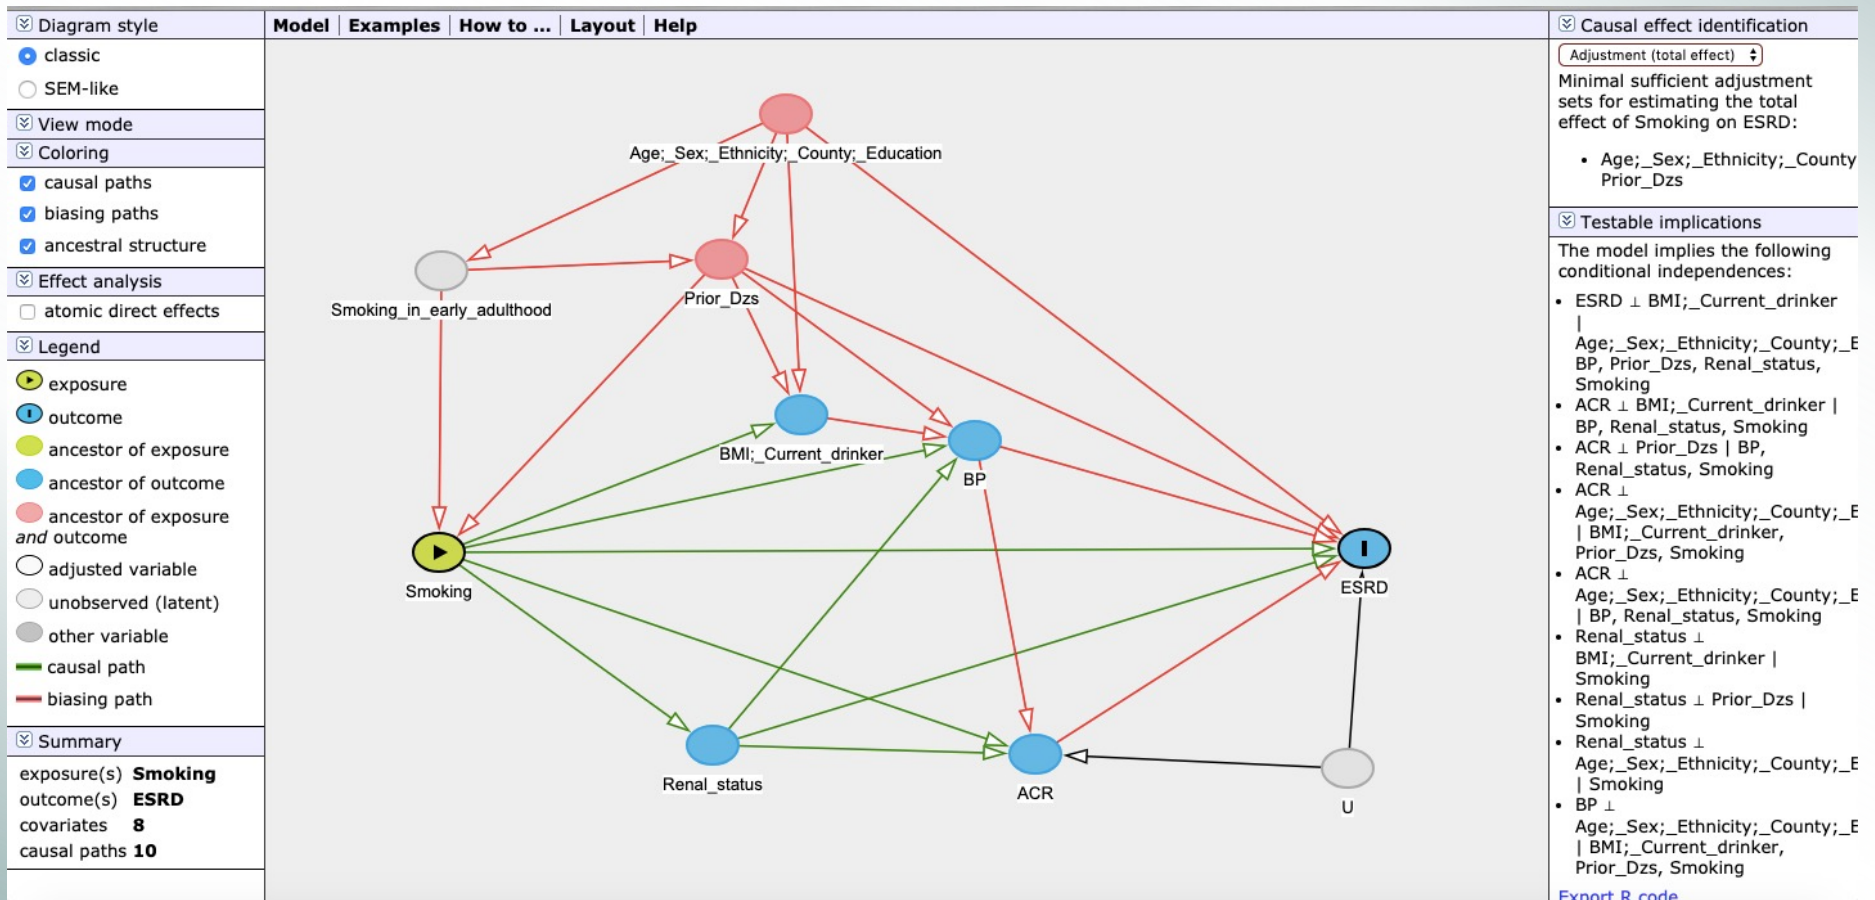 Diagram style
classic
SEM-like
View mode
Coloring
causal paths
biasing paths
ancestral structure
Effect analysis
atomic direct effects
Legend
exposure
outcome
ancestor of exposure
ancestor of outcome
ancestor of exposure
and outcome
adjusted variable
unobserved (latent)
other variable
causal path
biasing path
Summary
exposure(s) Smoking
outcome(s) ESRD
covariates 8
causal paths 10
Model | Examples | How to ... | Layout | Help
Age;_Sex;_Ethnicity;_County;_Education
Smoking_in_early_adulthood
Prior_Dzs
BMI;_Current_drinker
BP
Smoking
ESRD
Renal_status
ACR
U
Causal effect identification
Adjustment (total effect)
Minimal sufficient adjustment
sets for estimating the total
effect of Smoking on ESRD:
• Age;_Sex;_Ethnicity;_County
Prior_Dzs
Testable implications
The model implies the following
conditional independences:
• ESRD ⊥ BMI;_Current_drinker
|
Age;_Sex;_Ethnicity;_County;_E
BP, Prior_Dzs, Renal_status,
Smoking
• ACR ⊥ BMI;_Current_drinker |
BP, Renal_status, Smoking
• ACR ⊥ Prior_Dzs | BP,
Renal_status, Smoking
• ACR ⊥
Age;_Sex;_Ethnicity;_County;_E
| BMI;_Current_drinker,
Prior_Dzs, Smoking
• ACR ⊥
Age;_Sex;_Ethnicity;_County;_E
| BP, Renal_status, Smoking
• Renal_status ⊥
BMI;_Current_drinker |
Smoking
• Renal_status ⊥ Prior_Dzs |
Smoking
• Renal_status ⊥
Age;_Sex;_Ethnicity;_County;_E
| Smoking
• BP ⊥
Age;_Sex;_Ethnicity;_County;_E
| BMI;_Current_drinker,
Prior_Dzs, Smoking
Export R code